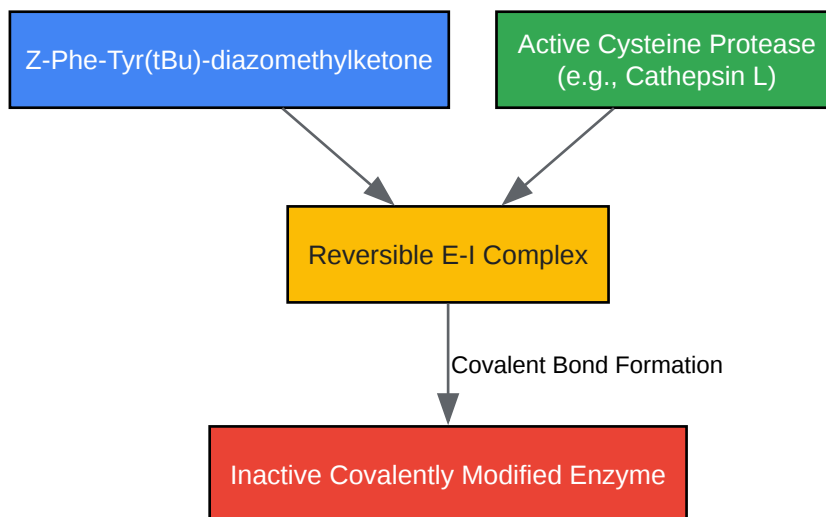 Z-Phe-Tyr(tBu)-diazomethylketone
Active Cysteine Protease
(e.g., Cathepsin L)
Reversible E-I Complex
Covalent Bond Formation
Inactive Covalently Modified Enzyme